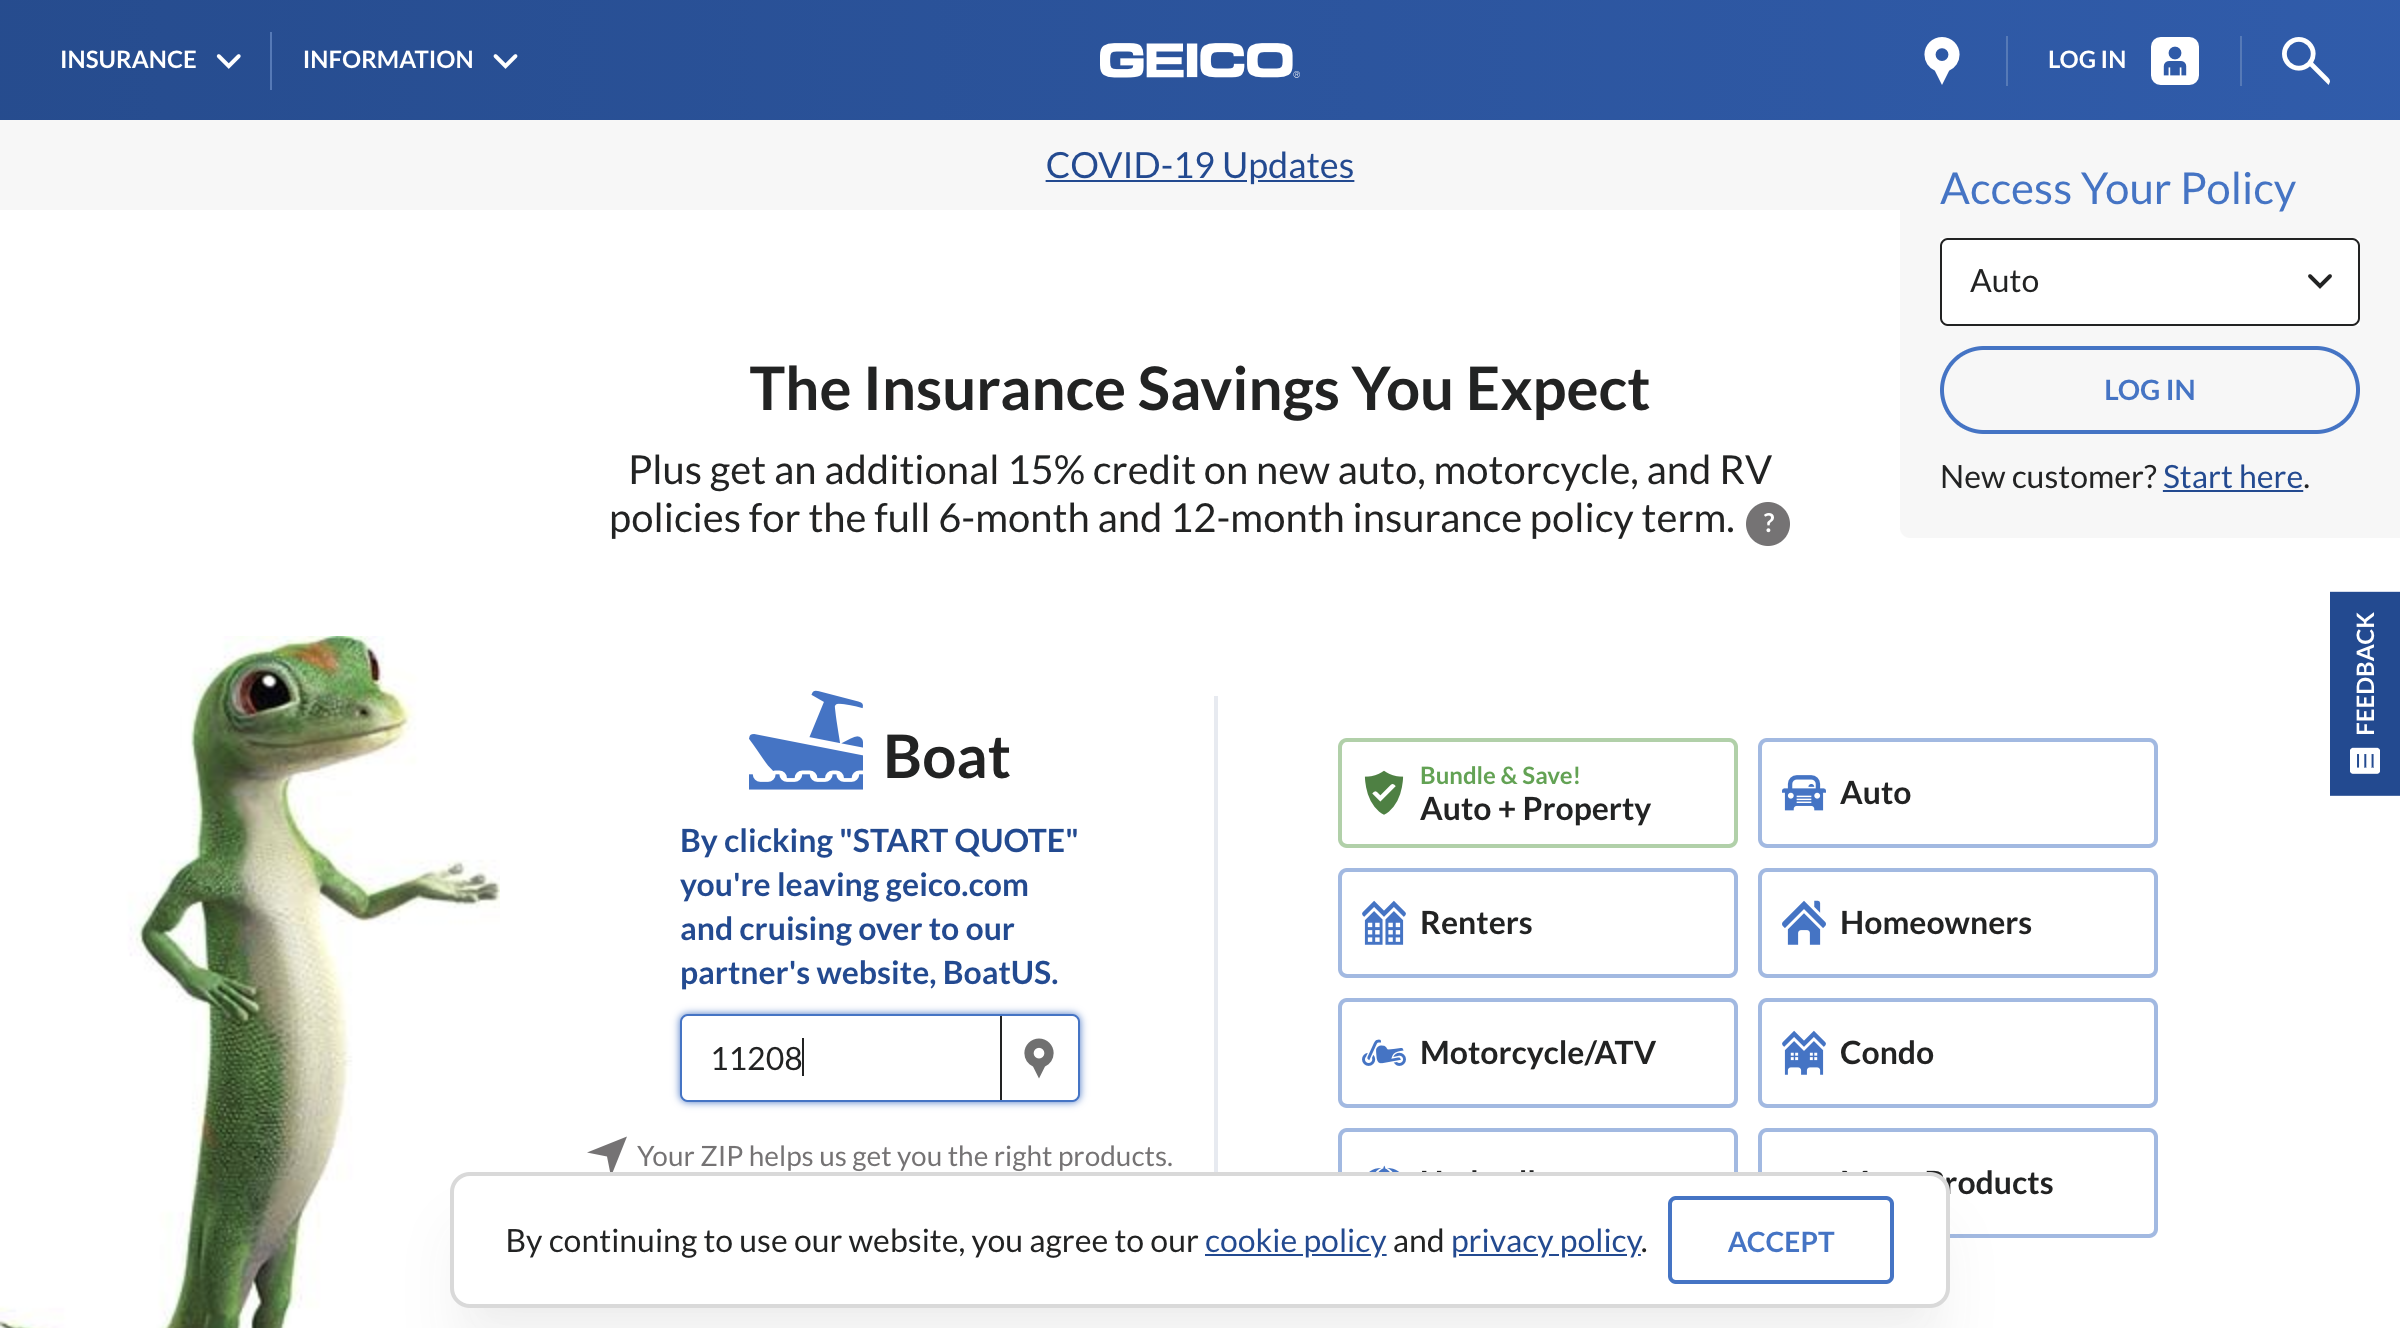 INSURANCE
INFORMATION
GEICO
LOG IN
COVID-19 Updates
Access Your Policy
Auto
LOG IN
New customer? Start here.
The Insurance Savings You Expect
Plus get an additional 15% credit on new auto, motorcycle, and RV
policies for the full 6-month and 12-month insurance policy term. ?
FEEDBACK
Boat
By clicking "START QUOTE"
you're leaving geico.com
and cruising over to our
partner's website, BoatUS.
11208
Your ZIP helps us get you the right products.
Bundle & Save!
Auto + Property
Auto
Renters
Homeowners
Motorcycle/ATV
Condo
By continuing to use our website, you agree to our cookie policy and privacy policy.
ACCEPT